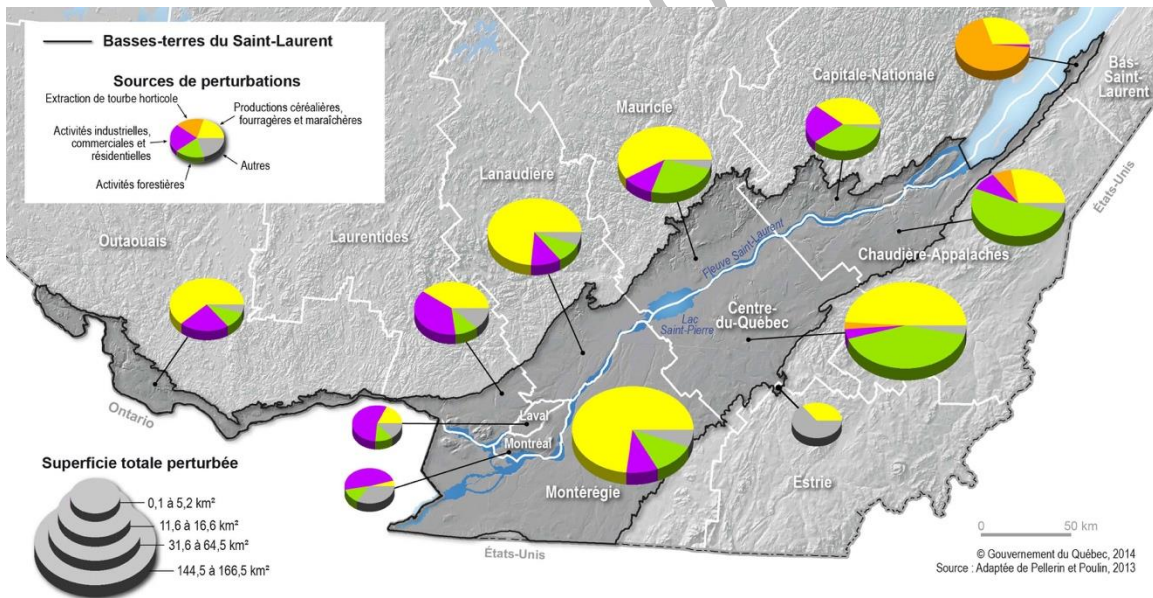 Basses-terres du Saint-Laurent
Sources de perturbations
Extraction de tourbe horticole
Productions céréalières,
fourragères et maraîchères
Activités industrielles,
commerciales et
résidentielles
Autres
Activités forestières
Outaouais
Laurentides
Lanaudière
Mauricie
Capitale-Nationale
Bas-
Saint-
Laurent
États-Unis
Chaudière-Appalaches
Fleuve Saint-Laurent
Lac
Saint-Pierre
Centre-
du-Québec
Ontario
Laval
Montréal
Montérégie
Estrie
États-Unis
Superficie totale perturbée
0,1 à 5,2 km²
11,6 à 16,6 km²
31,6 à 64,5 km²
144,5 à 166,5 km²
0 50 km
© Gouvernement du Québec, 2014
Source : Adaptée de Pellerin et Poulin, 2013